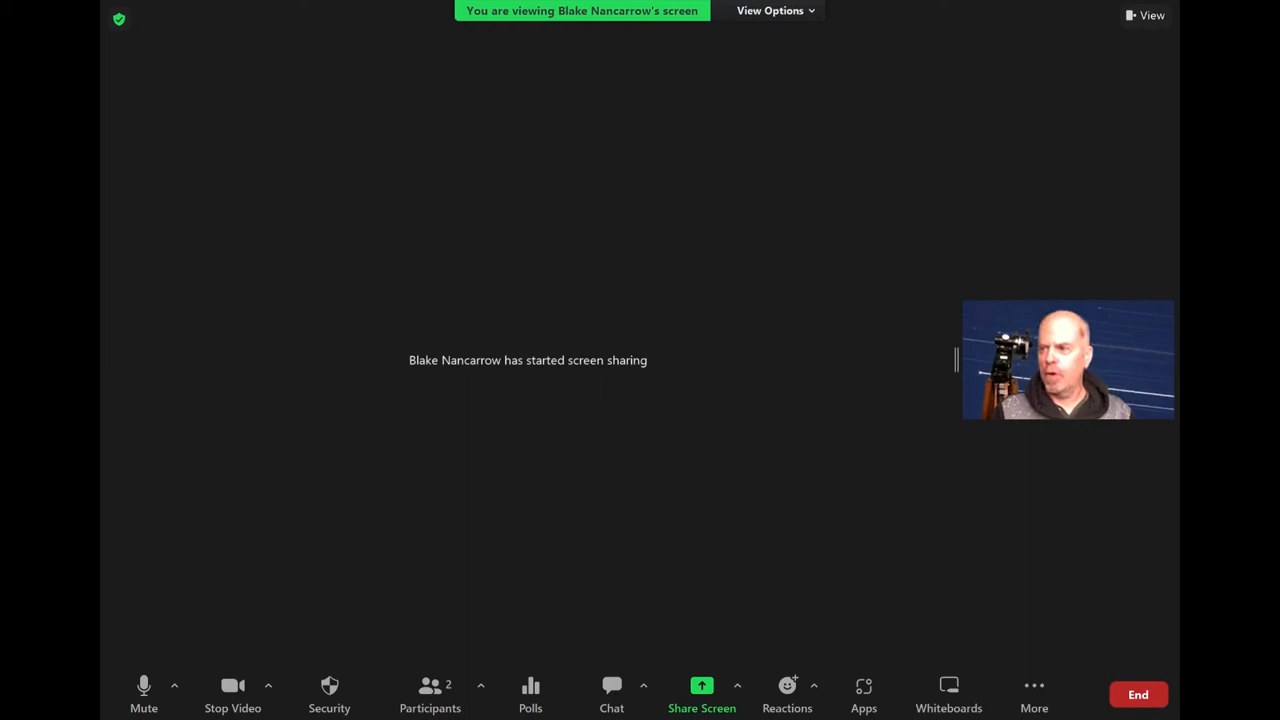 You are viewing Blake Nancarrow's screen
View Options
View
Blake Nancarrow has started screen sharing
2
Mute
Stop Video
Security
Participants
Polls
Chat
Share Screen
Reactions
Apps
Whiteboards
More
End